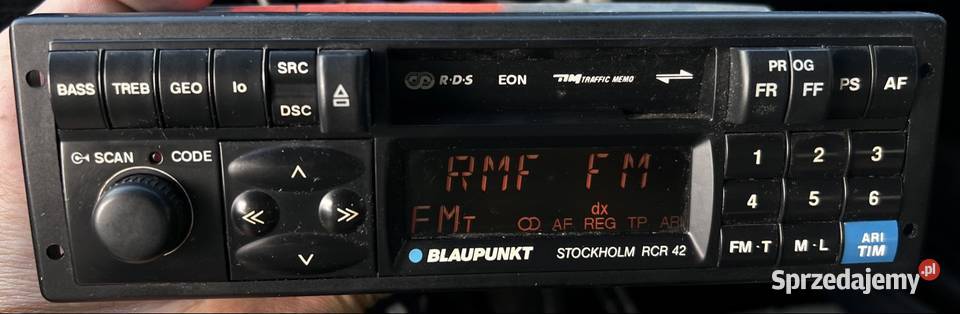 BASS TREB GEO lo SRC
DSC
R·D·S EON TIM TRAFFIC MEMO
PROG
FR FF PS AF
SCAN CODE
RMF FM
dx
FMT AF REG TP ARI
BLAUPUNKT STOCKHOLM RCR 42
1 2 3
4 5 6
FM·T M·L ARI
TIM
Sprzedajemy.pl